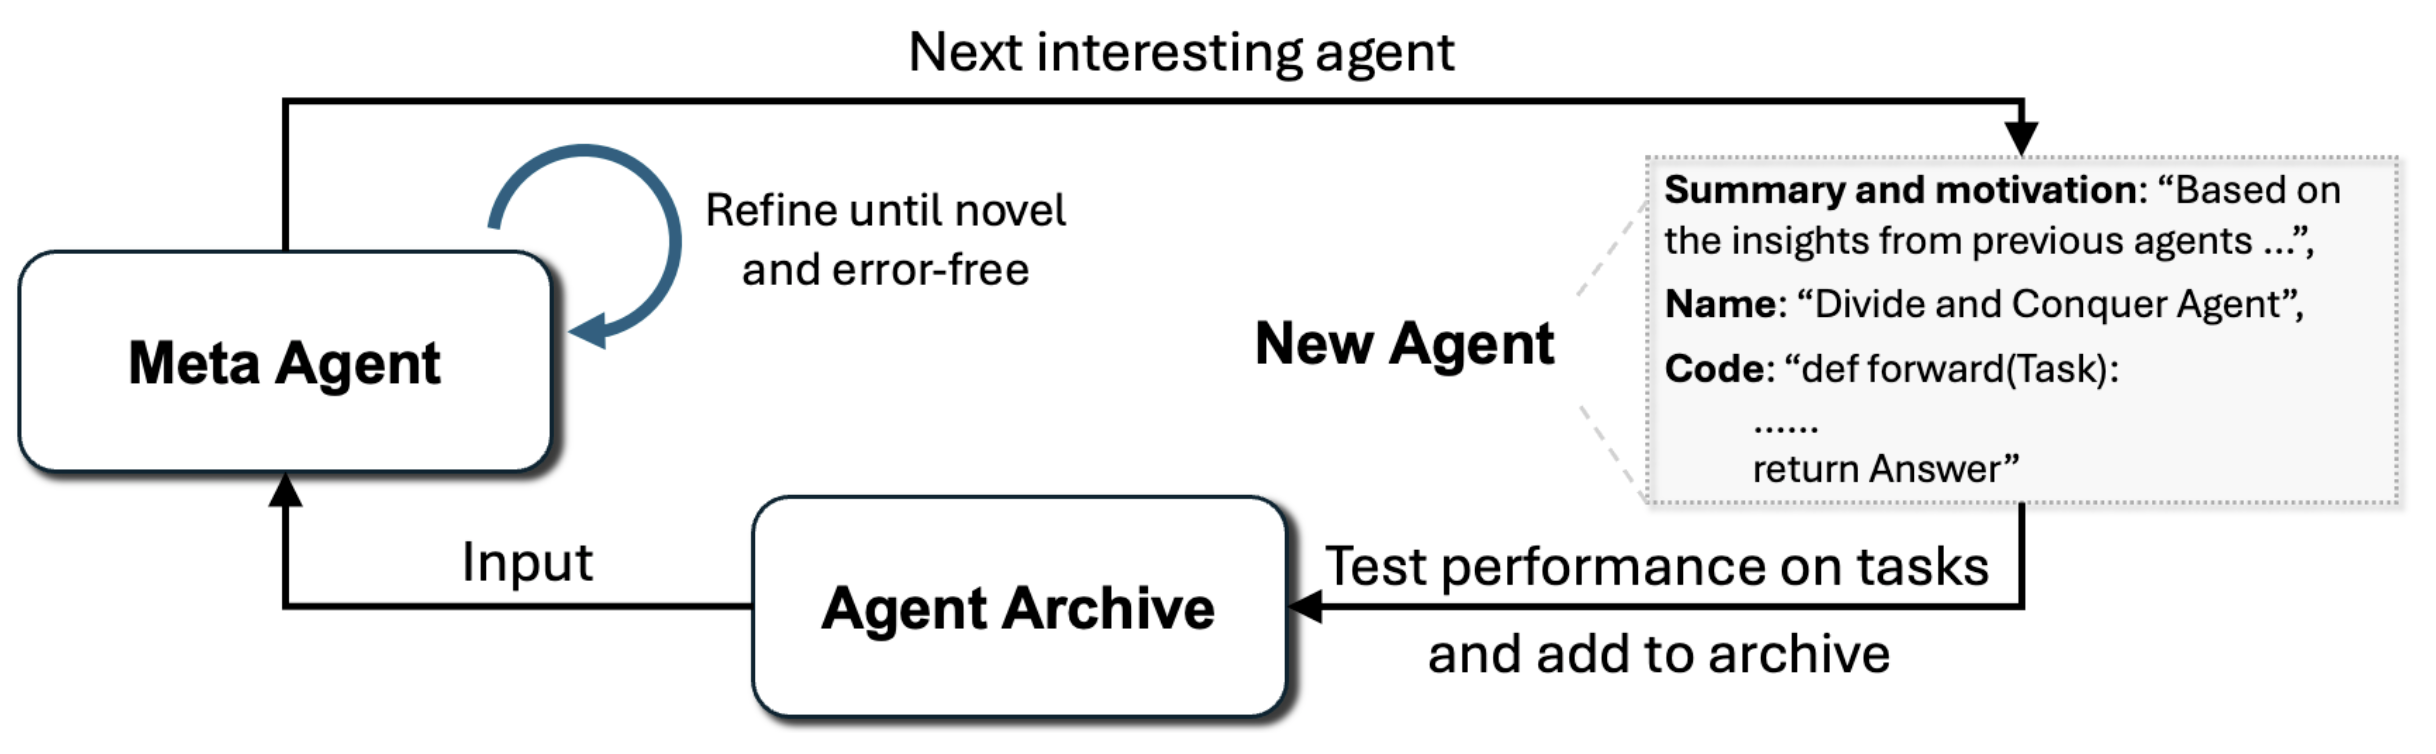 Next interesting agent
Refine until novel
and error-free
Meta Agent
New Agent
Summary and motivation: “Based on
the insights from previous agents ...”,
Name: “Divide and Conquer Agent”,
Code: “def forward(Task):
......
return Answer”
Input
Agent Archive
Test performance on tasks
and add to archive